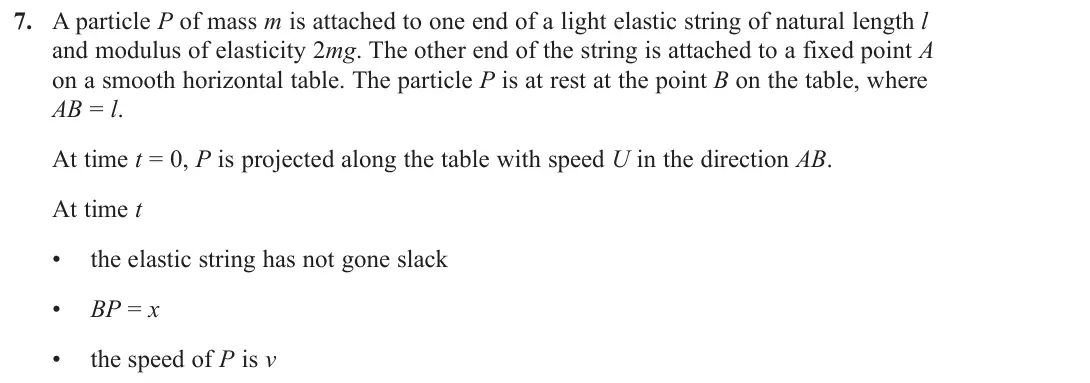 7. A particle P of mass m is attached to one end of a light elastic string of natural length l
and modulus of elasticity 2mg. The other end of the string is attached to a fixed point A
on a smooth horizontal table. The particle P is at rest at the point B on the table, where
AB = l.
At time t = 0, P is projected along the table with speed U in the direction AB.
At time t
• the elastic string has not gone slack
• BP = x
• the speed of P is v